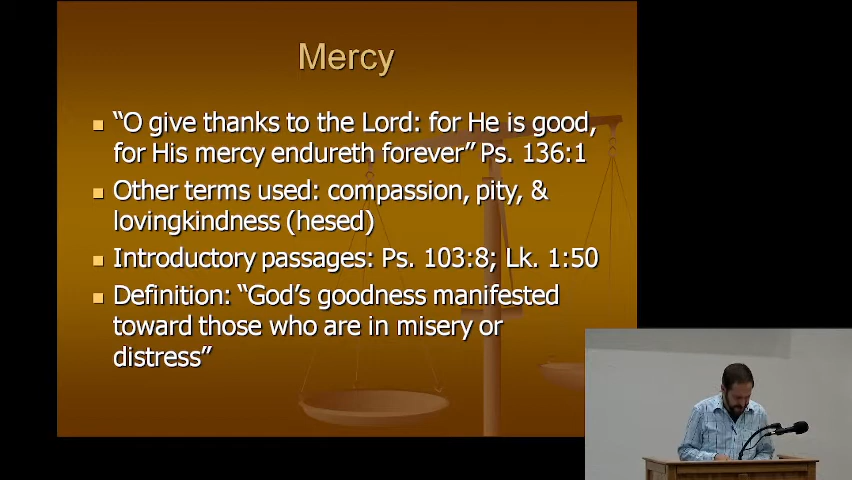 Mercy
“O give thanks to the Lord: for He is good,
for His mercy endureth forever” Ps. 136:1
Other terms used: compassion, pity, &
lovingkindness (hesed)
Introductory passages: Ps. 103:8; Lk. 1:50
Definition: “God’s goodness manifested
toward those who are in misery or
distress”